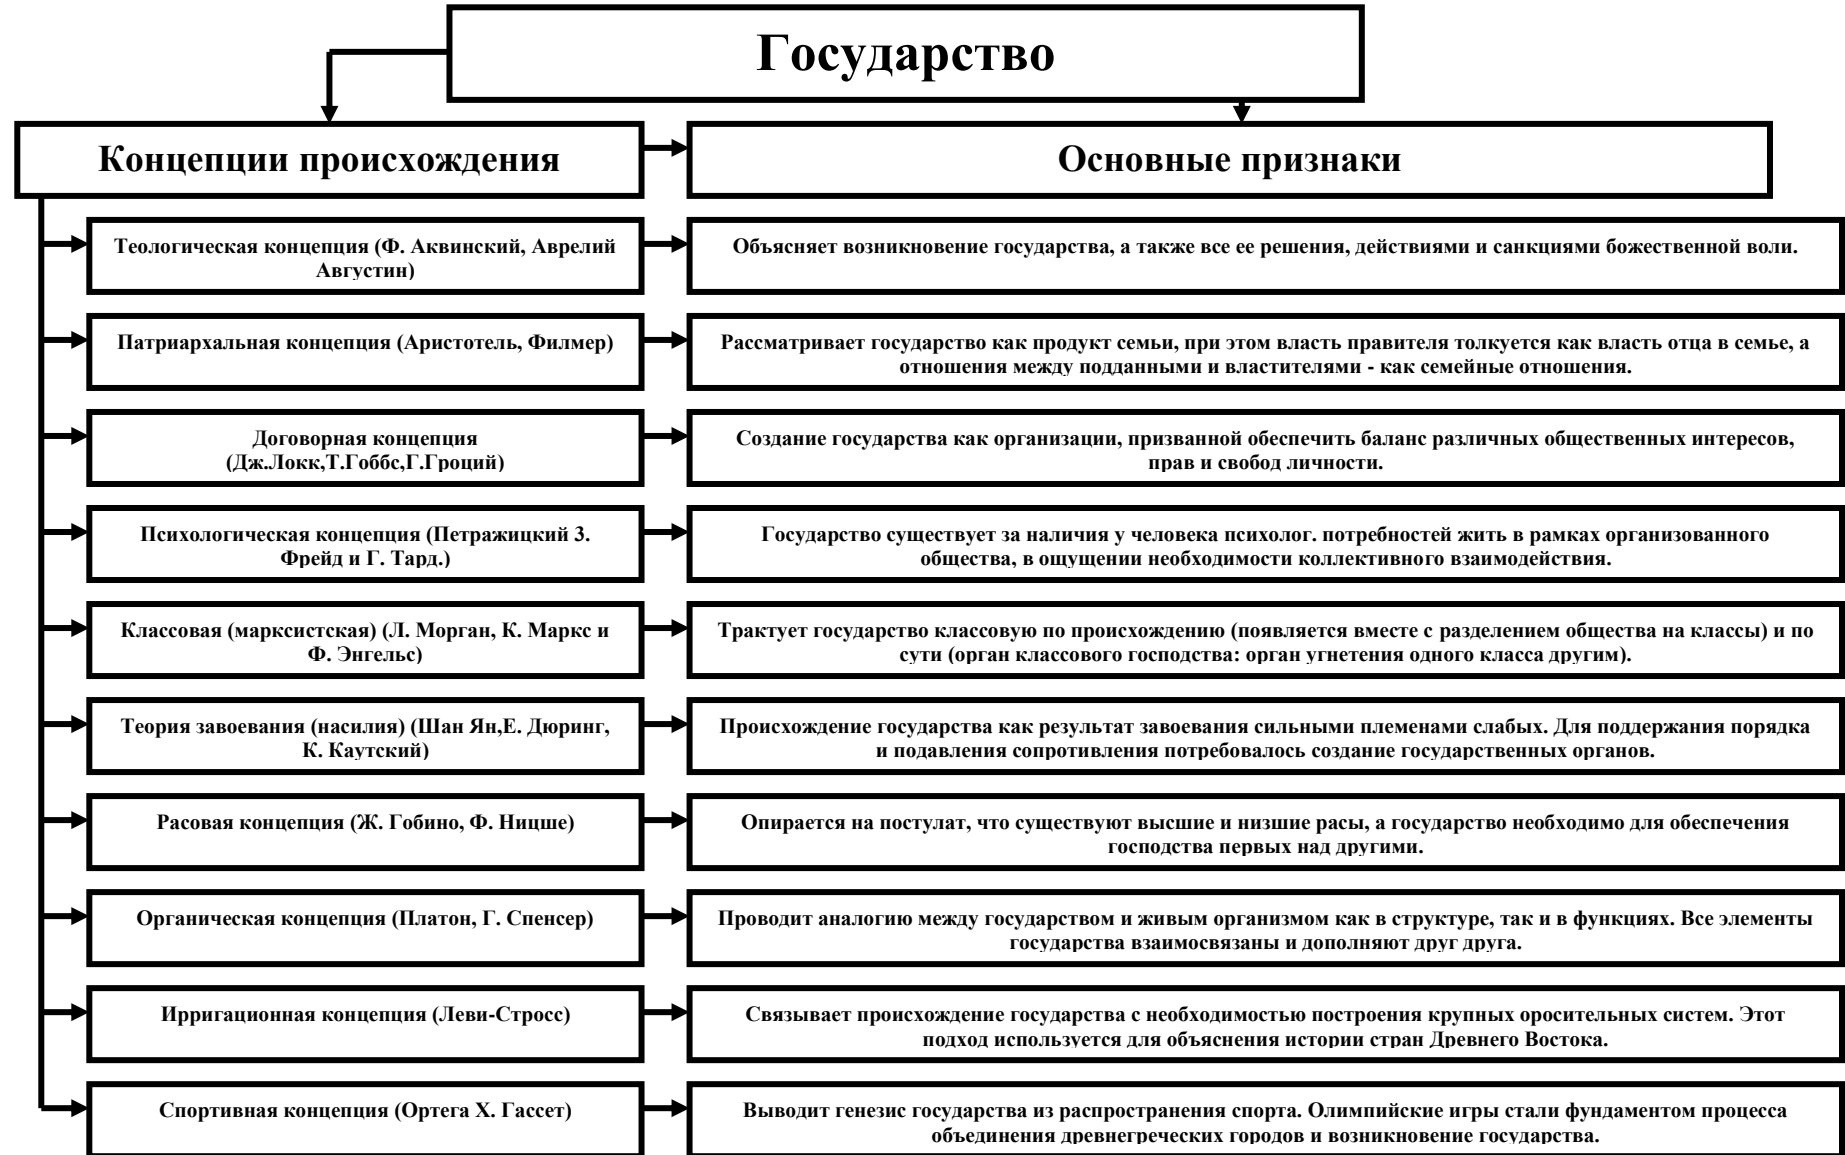 Государство
Концепции происхождения
Основные признаки
Теологическая концепция (Ф. Аквинский, Аврелий
Августин)
Объясняет возникновение государства, а также все ее решения, действиями и санкциями божественной воли.
Патриархальная концепция (Аристотель, Филмер)
Рассматривает государство как продукт семьи, при этом власть правителя толкуется как власть отца в семье, а
отношения между подданными и властителями - как семейные отношения.
Договорная концепция
(Дж.Локк,Т.Гоббс,Г.Гроций)
Создание государства как организации, призванной обеспечить баланс различных общественных интересов,
прав и свобод личности.
Психологическая концепция (Петражицкий З.
Фрейд и Г. Тард.)
Государство существует за наличия у человека психолог. потребностей жить в рамках организованного
общества, в ощущении необходимости коллективного взаимодействия.
Классовая (марксистская) (Л. Морган, К. Маркс и
Ф. Энгельс)
Трактует государство классовую по происхождению (появляется вместе с разделением общества на классы) и по
сути (орган классового господства: орган угнетения одного класса другим).
Теория завоевания (насилия) (Шан Ян,Е. Дюринг,
К. Каутский)
Происхождение государства как результат завоевания сильными племенами слабых. Для поддержания порядка
и подавления сопротивления потребовалось создание государственных органов.
Расовая концепция (Ж. Гобино, Ф. Ницше)
Опирается на постулат, что существуют высшие и низшие расы, а государство необходимо для обеспечения
господства первых над другими.
Органическая концепция (Платон, Г. Спенсер)
Проводит аналогию между государством и живым организмом как в структуре, так и в функциях. Все элементы
государства взаимосвязаны и дополняют друг друга.
Ирригационная концепция (Леви-Стросс)
Связывает происхождение государства с необходимостью построения крупных оросительных систем. Этот
подход используется для объяснения истории стран Древнего Востока.
Спортивная концепция (Ортега Х. Гассет)
Выводит генезис государства из распространения спорта. Олимпийские игры стали фундаментом процесса
объединения древнегреческих городов и возникновение государства.